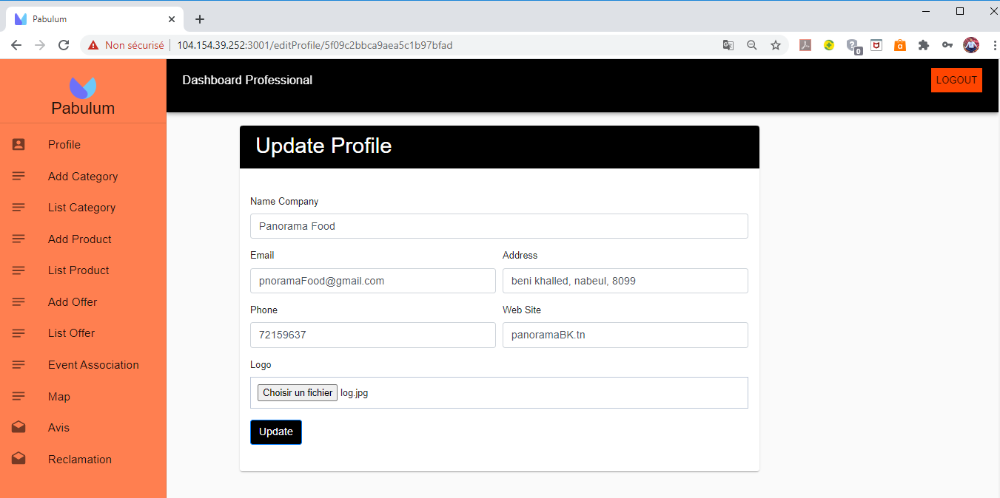 Pabulum
Non sécurisé
104.154.39.252:3001/editProfile/5f09c2bbca9aea5c1b97bfad
0
a
Pabulum
Dashboard Professional
LOGOUT
Profile
Add Category
List Category
Add Product
List Product
Add Offer
List Offer
Event Association
Map
Avis
Reclamation
Update Profile
Name Company
Panorama Food
Email
Address
pnoramaFood@gmail.com
beni khalled, nabeul, 8099
Phone
Web Site
72159637
panoramaBK.tn
Logo
Choisir un fichier log.jpg
Update